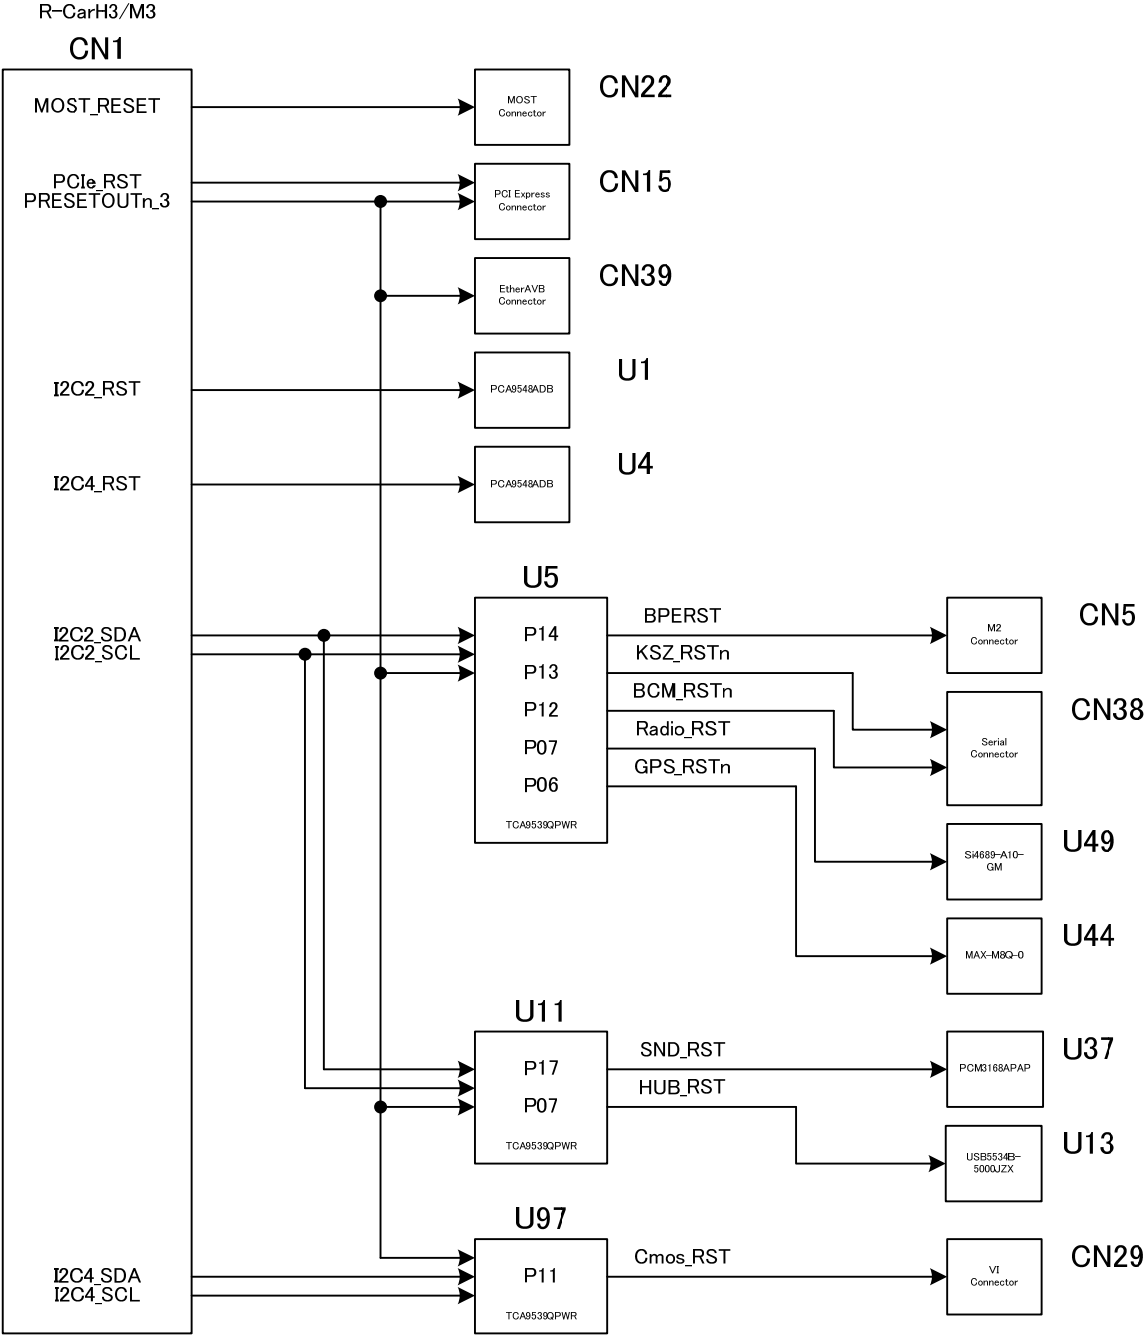 R-CarH3/M3
CN1
MOST_RESET
MOST
Connector
CN22
PCIe_RST
PRESETOUTn_3
PCI Express
Connector
CN15
EtherAVB
Connector
CN39
I2C2_RST
PCA9548ADB
U1
I2C4_RST
PCA9548ADB
U4
I2C2_SDA
I2C2_SCL
U5
P14
P13
P12
P07
P06
TCA9539QPWR
BPERST
KSZ_RSTn
BCM_RSTn
Radio_RST
GPS_RSTn
M2
Connector
CN5
Serial
Connector
CN38
Si4689-A10-
GM
U49
MAX-M8Q-0
U44
U11
P17
P07
TCA9539QPWR
SND_RST
HUB_RST
PCM3168APAP
U37
USB5534B-
5000JZX
U13
I2C4_SDA
I2C4_SCL
U97
P11
TCA9539QPWR
Cmos_RST
VI
Connector
CN29